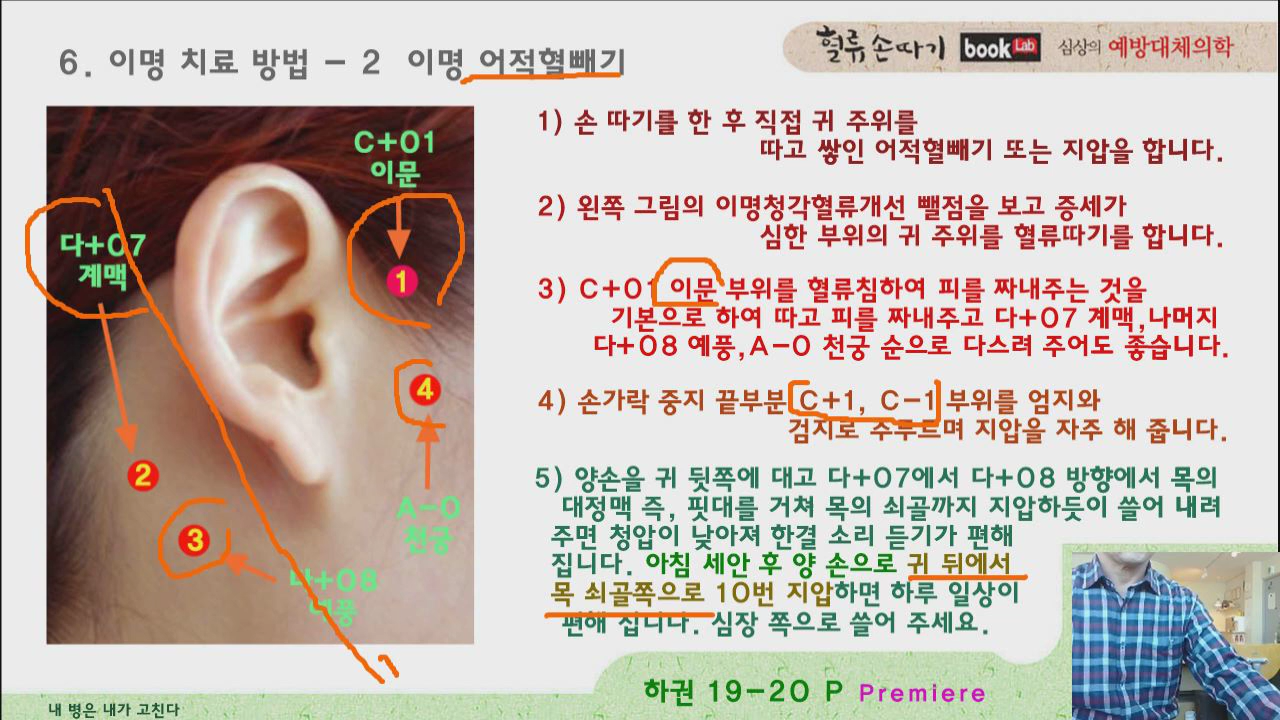 6. 이명 치료 방법 - 2 이명 어적혈빼기
혈류 손따기 book Lab 심상의 예방대체의학
C+01
이문
다+07
계맥
1
4
2
3
A-0
천궁
다+08
예풍
1) 손 따기를 한 후 직접 귀 주위를
따고 쌓인 어적혈빼기 또는 지압을 합니다.
2) 왼쪽 그림의 이명청각혈류개선 뺄점을 보고 증세가
심한 부위의 귀 주위를 혈류따기를 합니다.
3) C+01 이문 부위를 혈류침하여 피를 짜내주는 것을
기본으로 하여 따고 피를 짜내주고 다+07 계맥,나머지
다+08 예풍,A-0 천궁 순으로 다스려 주어도 좋습니다.
4) 손가락 중지 끝부분 C+1, C-1 부위를 엄지와
검지로 주무르며 지압을 자주 해 줍니다.
5) 양손을 귀 뒷쪽에 대고 다+07에서 다+08 방향에서 목의
대정맥 즉, 핏대를 거쳐 목의 쇠골까지 지압하듯이 쓸어 내려
주면 청압이 낮아져 한결 소리 듣기가 편해
집니다. 아침 세안 후 양 손으로 귀 뒤에서
목 쇠골쪽으로 10번 지압하면 하루 일상이
편해 집니다. 심장 쪽으로 쓸어 주세요.
하권 19-20 P Premiere
내 병은 내가 고친다